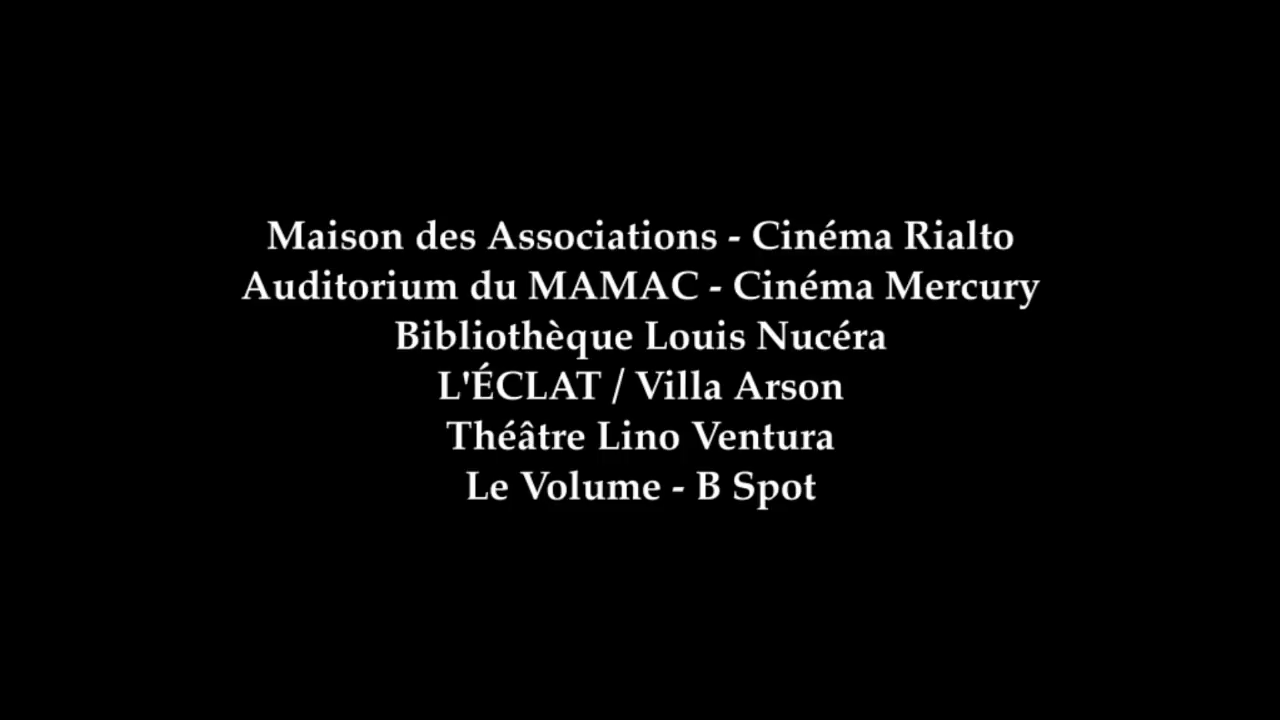 Maison des Associations - Cinéma Rialto
Auditorium du MAMAC - Cinéma Mercury
Bibliothèque Louis Nucéra
L'ÉCLAT / Villa Arson
Théâtre Lino Ventura
Le Volume - B Spot